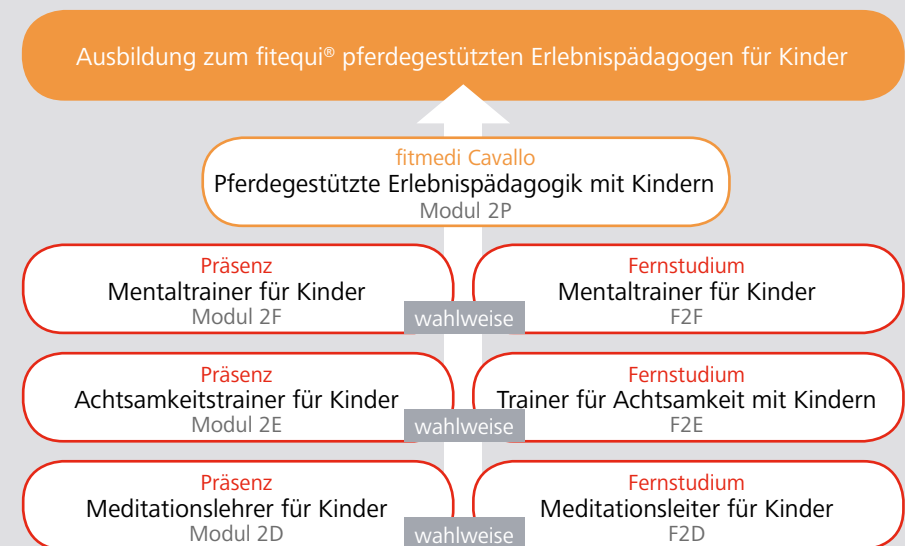 Ausbildung zum fitequi® pferdegestützten Erlebnispädagogen für Kinder
fitmedi Cavallo
Pferdegestützte Erlebnispädagogik mit Kindern
Modul 2P
Präsenz
Mentaltrainer für Kinder
Modul 2F
wahlweise
Fernstudium
Mentaltrainer für Kinder
F2F
Präsenz
Achtsamkeitstrainer für Kinder
Modul 2E
wahlweise
Fernstudium
Trainer für Achtsamkeit mit Kindern
F2E
Präsenz
Meditationslehrer für Kinder
Modul 2D
wahlweise
Fernstudium
Meditationsleiter für Kinder
F2D